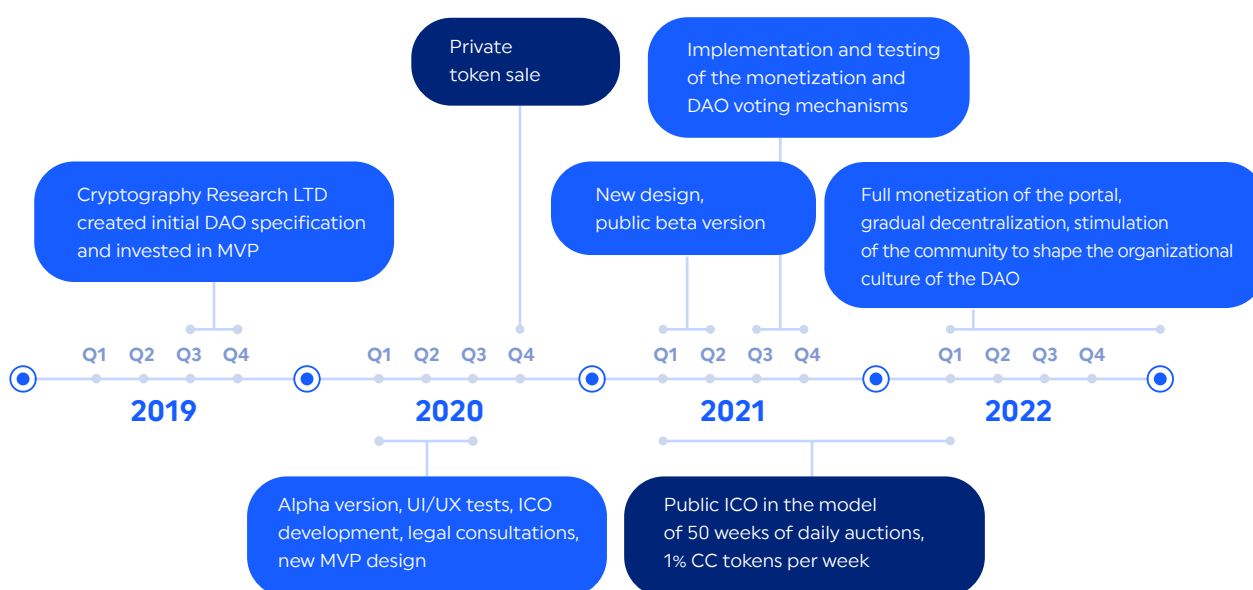 Private
token sale
Implementation and testing
of the monetization and
DAO voting mechanisms
Cryptography Research LTD
created initial DAO specification
and invested in MVP
New design,
public beta version
Full monetization of the portal,
gradual decentralization, stimulation
of the community to shape the organizational
culture of the DAO
Q1 Q2 Q3 Q4 Q1 Q2 Q3 Q4 Q1 Q2 Q3 Q4 Q1 Q2 Q3 Q4
2019 2020 2021 2022
Alpha version, UI/UX tests, ICO
development, legal consultations,
new MVP design
Public ICO in the model
of 50 weeks of daily auctions,
1% CC tokens per week